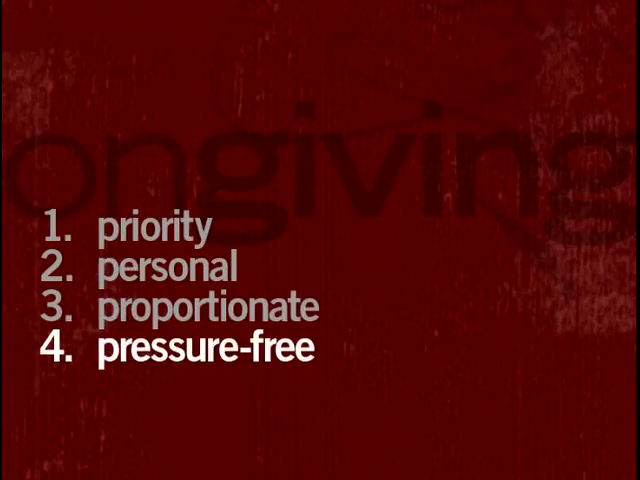 ongiving
1. priority
2. personal
3. proportionate
4. pressure-free